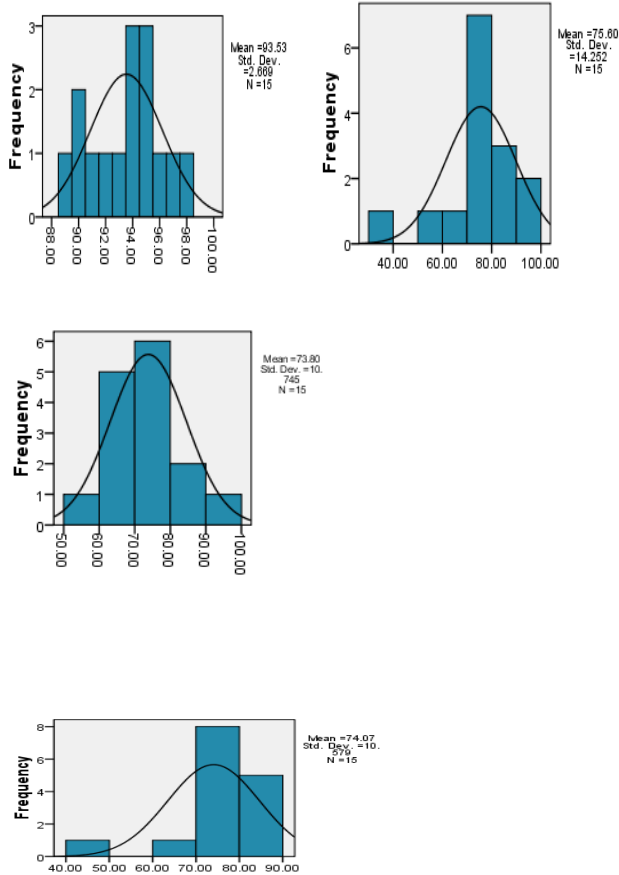 Frequency
3
2
1
0
88.00
90.00
92.00
94.00
96.00
98.00
100.00
Mean =93.53
Std. Dev.
=2.669
N =15
Frequency
6
4
2
0
40.00
60.00
80.00
100.00
Mean =75.60
Std. Dev.
=14.252
N =15
Frequency
6
5
4
3
2
1
0
50.00
60.00
70.00
80.00
90.00
100.00
Mean =73.80
Std. Dev. =10.
745
N =15
Frequency
8
6
4
2
0
40.00
50.00
60.00
70.00
80.00
90.00
Mean =74.07
Std. Dev. =10.
579
N =15